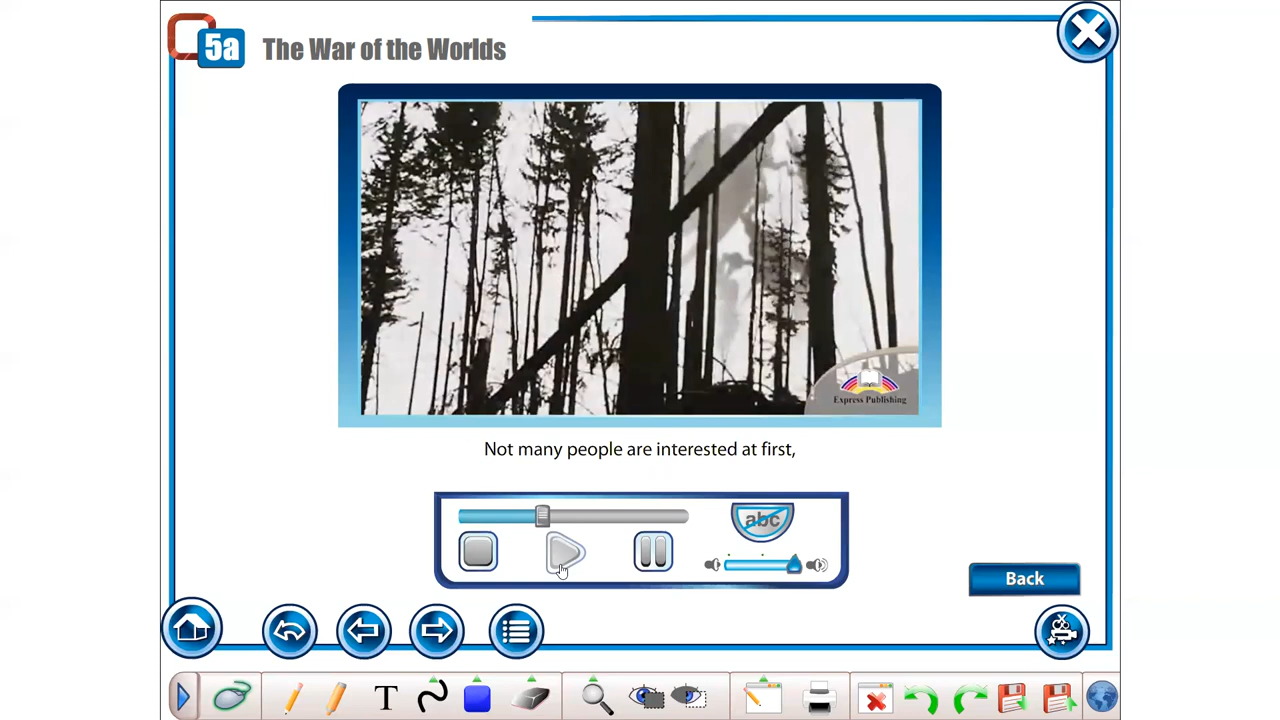 5a
The War of the Worlds
Express Publishing
Not many people are interested at first,
abc
Back
T